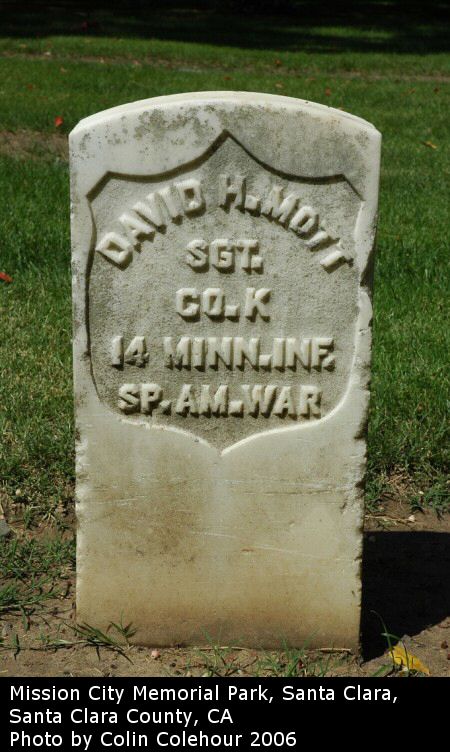 DAVID H. MOTT
SGT.
CO. K
14 MINN. INF.
SP. AM. WAR
Mission City Memorial Park, Santa Clara,
Santa Clara County, CA
Photo by Colin Colehour 2006